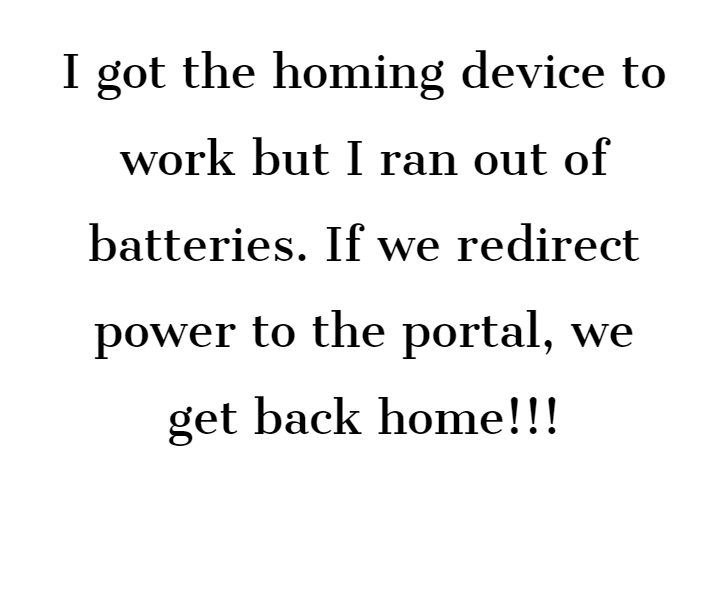 I got the homing device to
work but I ran out of
batteries. If we redirect
power to the portal, we
get back home!!!